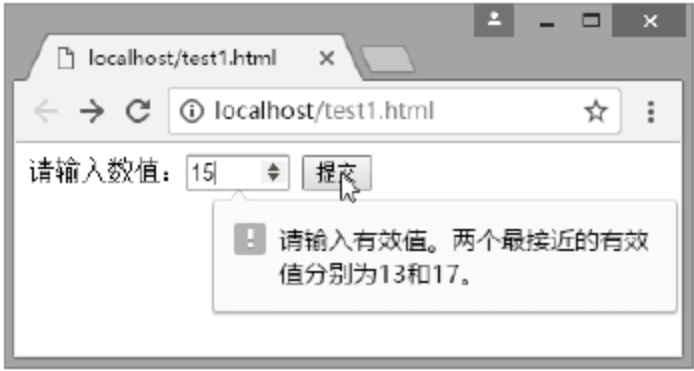 localhost/test1.html
localhost/test1.html
请输入数值：15 提交
请输入有效值。两个最接近的有效
值分别为13和17。